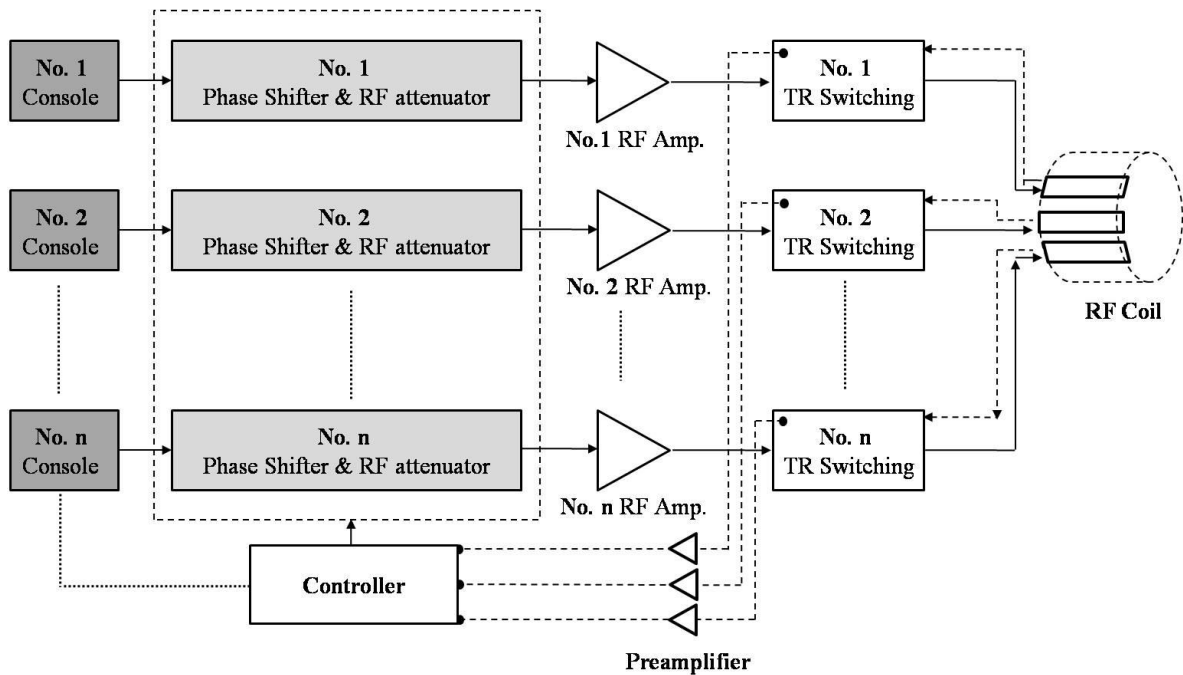 No. 1
Console
No. 1
Phase Shifter & RF attenuator
No.1 RF Amp.
No. 1
TR Switching
No. 2
Console
No. 2
Phase Shifter & RF attenuator
No. 2 RF Amp.
No. 2
TR Switching
RF Coil
No. n
Console
No. n
Phase Shifter & RF attenuator
No. n RF Amp.
No. n
TR Switching
Controller
Preamplifier